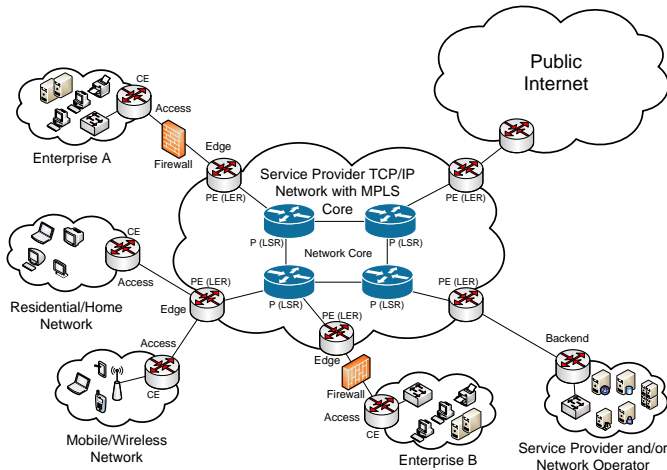 Public
Internet
CE
Access
Enterprise A
Firewall
Edge
PE (LER)
PE (LER)
Service Provider TCP/IP
Network with MPLS
Core
P (LSR)
P (LSR)
Network Core
CE
Access
Residential/Home
Network
PE (LER)
Edge
P (LSR)
P (LSR)
PE (LER)
PE (LER)
Edge
Access
CE
Mobile/Wireless
Network
Firewall
Access
CE
Enterprise B
Backend
Service Provider and/or
Network Operator